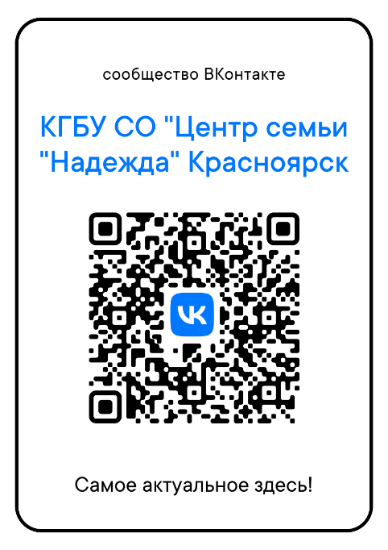 сообщество ВКонтакте
КГБУ СО "Центр семьи
"Надежда" Красноярск
Самое актуальное здесь!